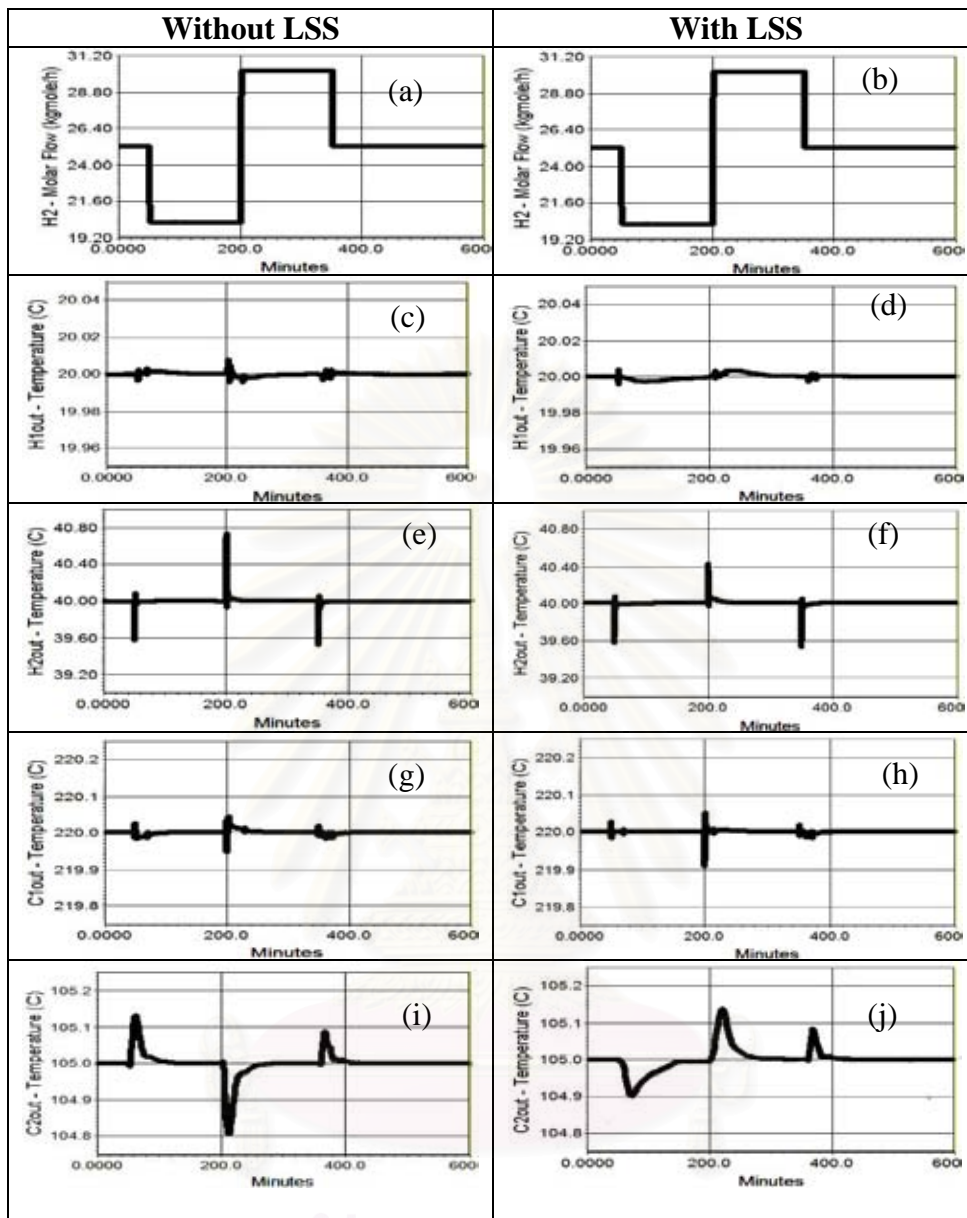 Without LSS
With LSS
H2 - Molar Flow (kgmole/h)
31.20
28.80
26.40
24.00
21.60
19.20
(a)
0.0000 200.0 400.0 600
Minutes
H2 - Molar Flow (kgmole/h)
31.20
28.80
26.40
24.00
21.60
19.20
(b)
0.0000 200.0 400.0 600
Minutes
H1out - Temperature (C)
20.04
20.02
20.00
19.98
19.96
(c)
0.0000 200.0 400.0 600
Minutes
H1out - Temperature (C)
20.04
20.02
20.00
19.98
19.96
(d)
0.0000 200.0 400.0 600
Minutes
H2out - Temperature (C)
40.80
40.40
40.00
39.60
39.20
(e)
0.0000 200.0 400.0 600
Minutes
H2out - Temperature (C)
40.80
40.40
40.00
39.60
39.20
(f)
0.0000 200.0 400.0 600
Minutes
C1out - Temperature (C)
220.2
220.1
220.0
219.9
219.8
(g)
0.0000 200.0 400.0 600
Minutes
C1out - Temperature (C)
220.2
220.1
220.0
219.9
219.8
(h)
0.0000 200.0 400.0 600
Minutes
C2out - Temperature (C)
105.2
105.1
105.0
104.9
104.8
(i)
0.0000 200.0 400.0 600
Minutes
C2out - Temperature (C)
105.2
105.1
105.0
104.9
104.8
(j)
0.0000 200.0 400.0 600
Minutes